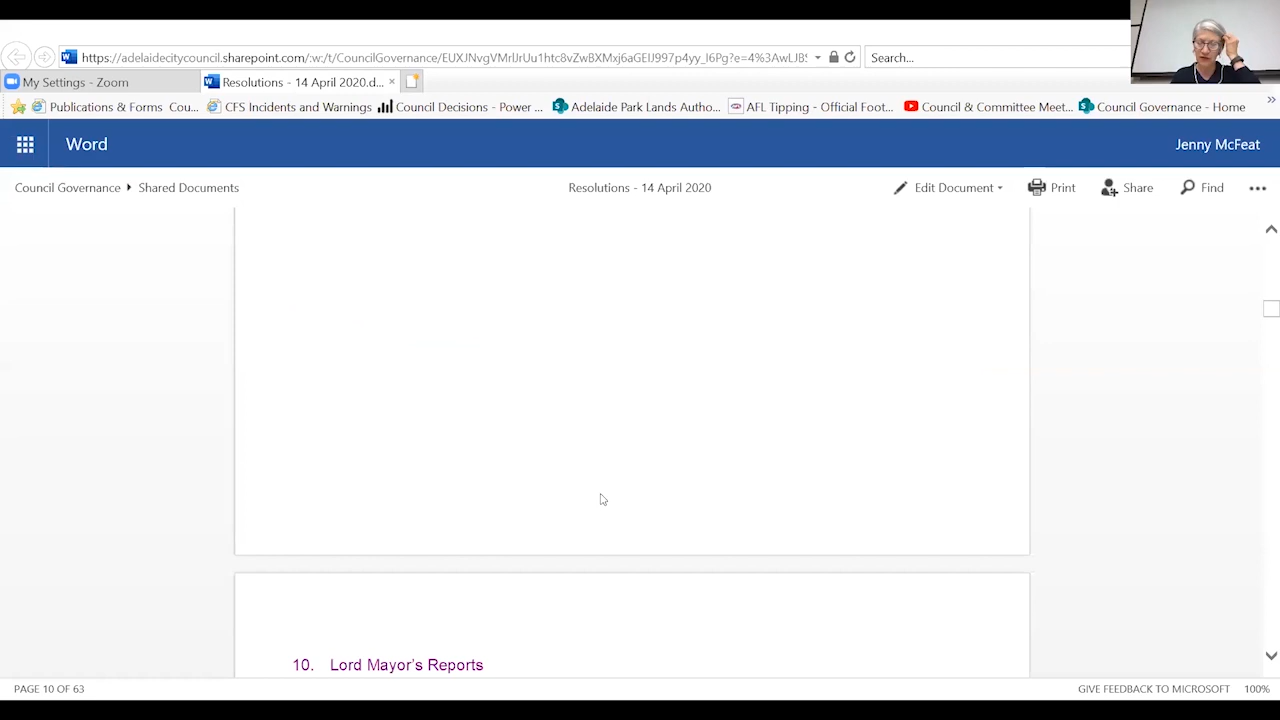 https://adelaidecitycouncil.sharepoint.com/:w:/t/CouncilGovernance/
Search...
My Settings - Zoom
Resolutions - 14 April 2020.d...
Publications & Forms Cou...
CFS Incidents and Warnings
Council Decisions - Power ...
Adelaide Park Lands Autho...
AFL Tipping - Official Foot...
Council & Committee Meet...
Council Governance - Home
Word
Jenny McFeat
Council Governance
Shared Documents
Resolutions - 14 April 2020
Edit Document
Print
Share
Find
10. Lord Mayor's Reports
PAGE 10 OF 63
GIVE FEEDBACK TO MICROSOFT
100%